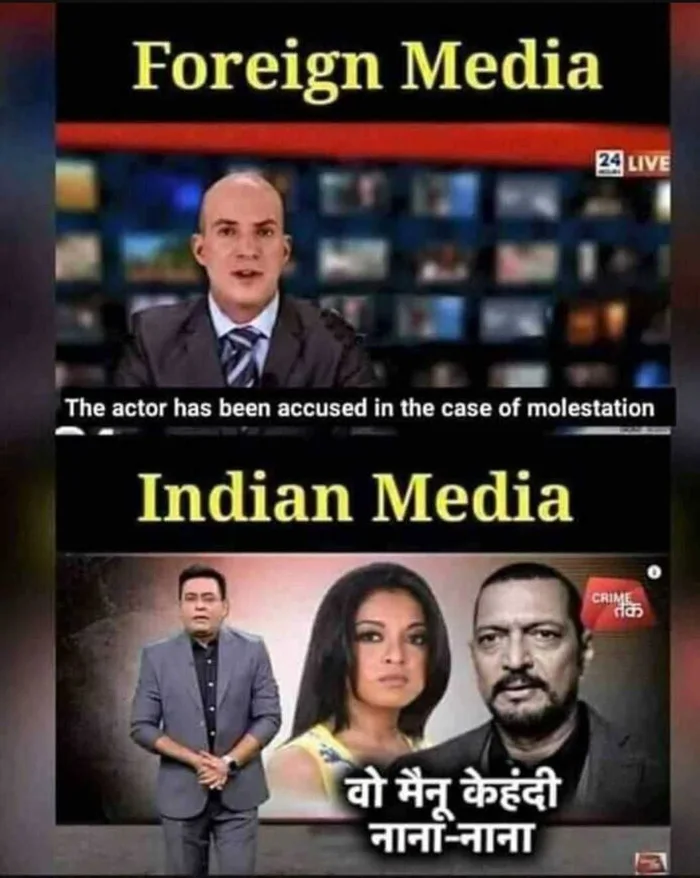 Foreign Media
24 LIVE
The actor has been accused in the case of molestation
Indian Media
CRIME
तक
वो मैनू केहंदी
नाना-नाना